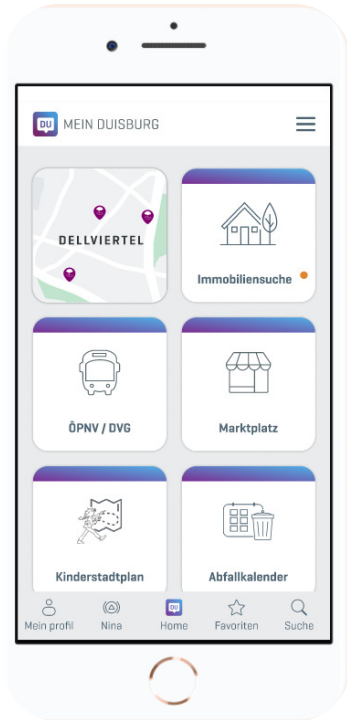 DU MEIN DUISBURG
DELLVIERTEL
Immobiliensuche
ÖPNV / DVG
Marktplatz
Kinderstadtplan
Abfallkalender
Mein profil Nina DU Home Favoriten Suche